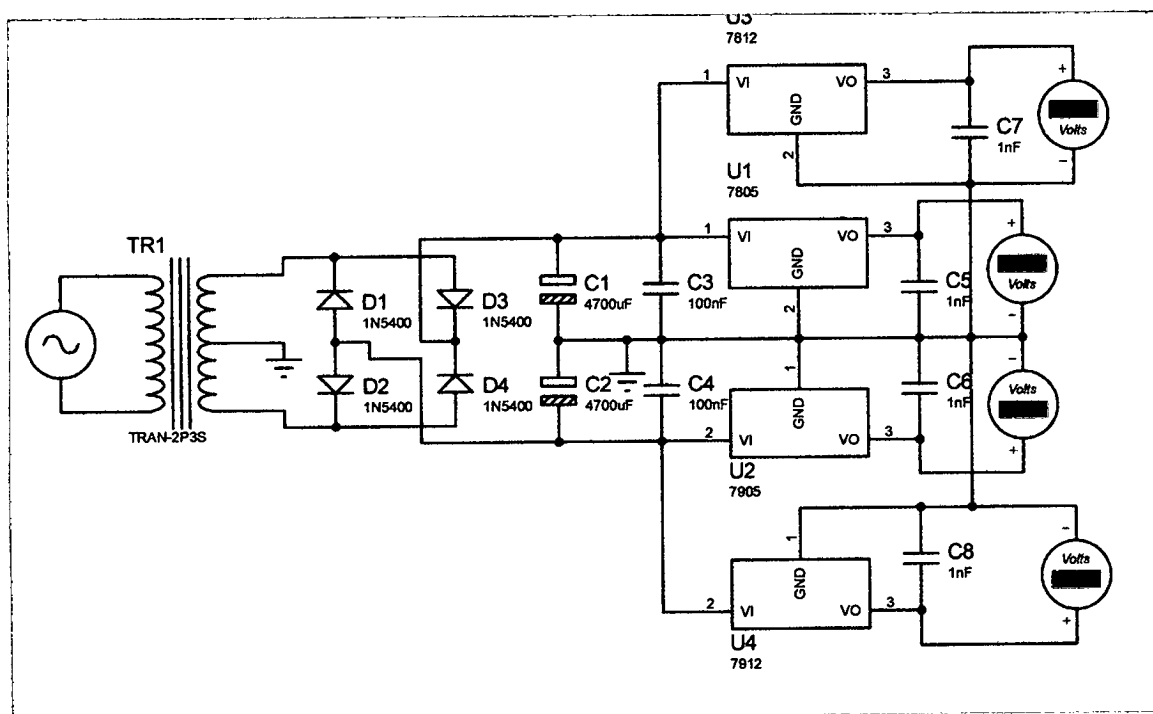 U3
7812
1
VI
VO
3
GND
2
C7
1nF
+
Volts
−
U1
7805
1
VI
VO
3
GND
2
C5
1nF
+
Volts
−
TR1
TRAN-2P3S
D1
1N5400
D3
1N5400
D2
1N5400
D4
1N5400
C1
4700uF
C3
100nF
C2
4700uF
C4
100nF
1
GND
2
VI
VO
3
U2
7905
C6
1nF
−
Volts
+
1
GND
2
VI
VO
3
U4
7912
C8
1nF
−
Volts
+